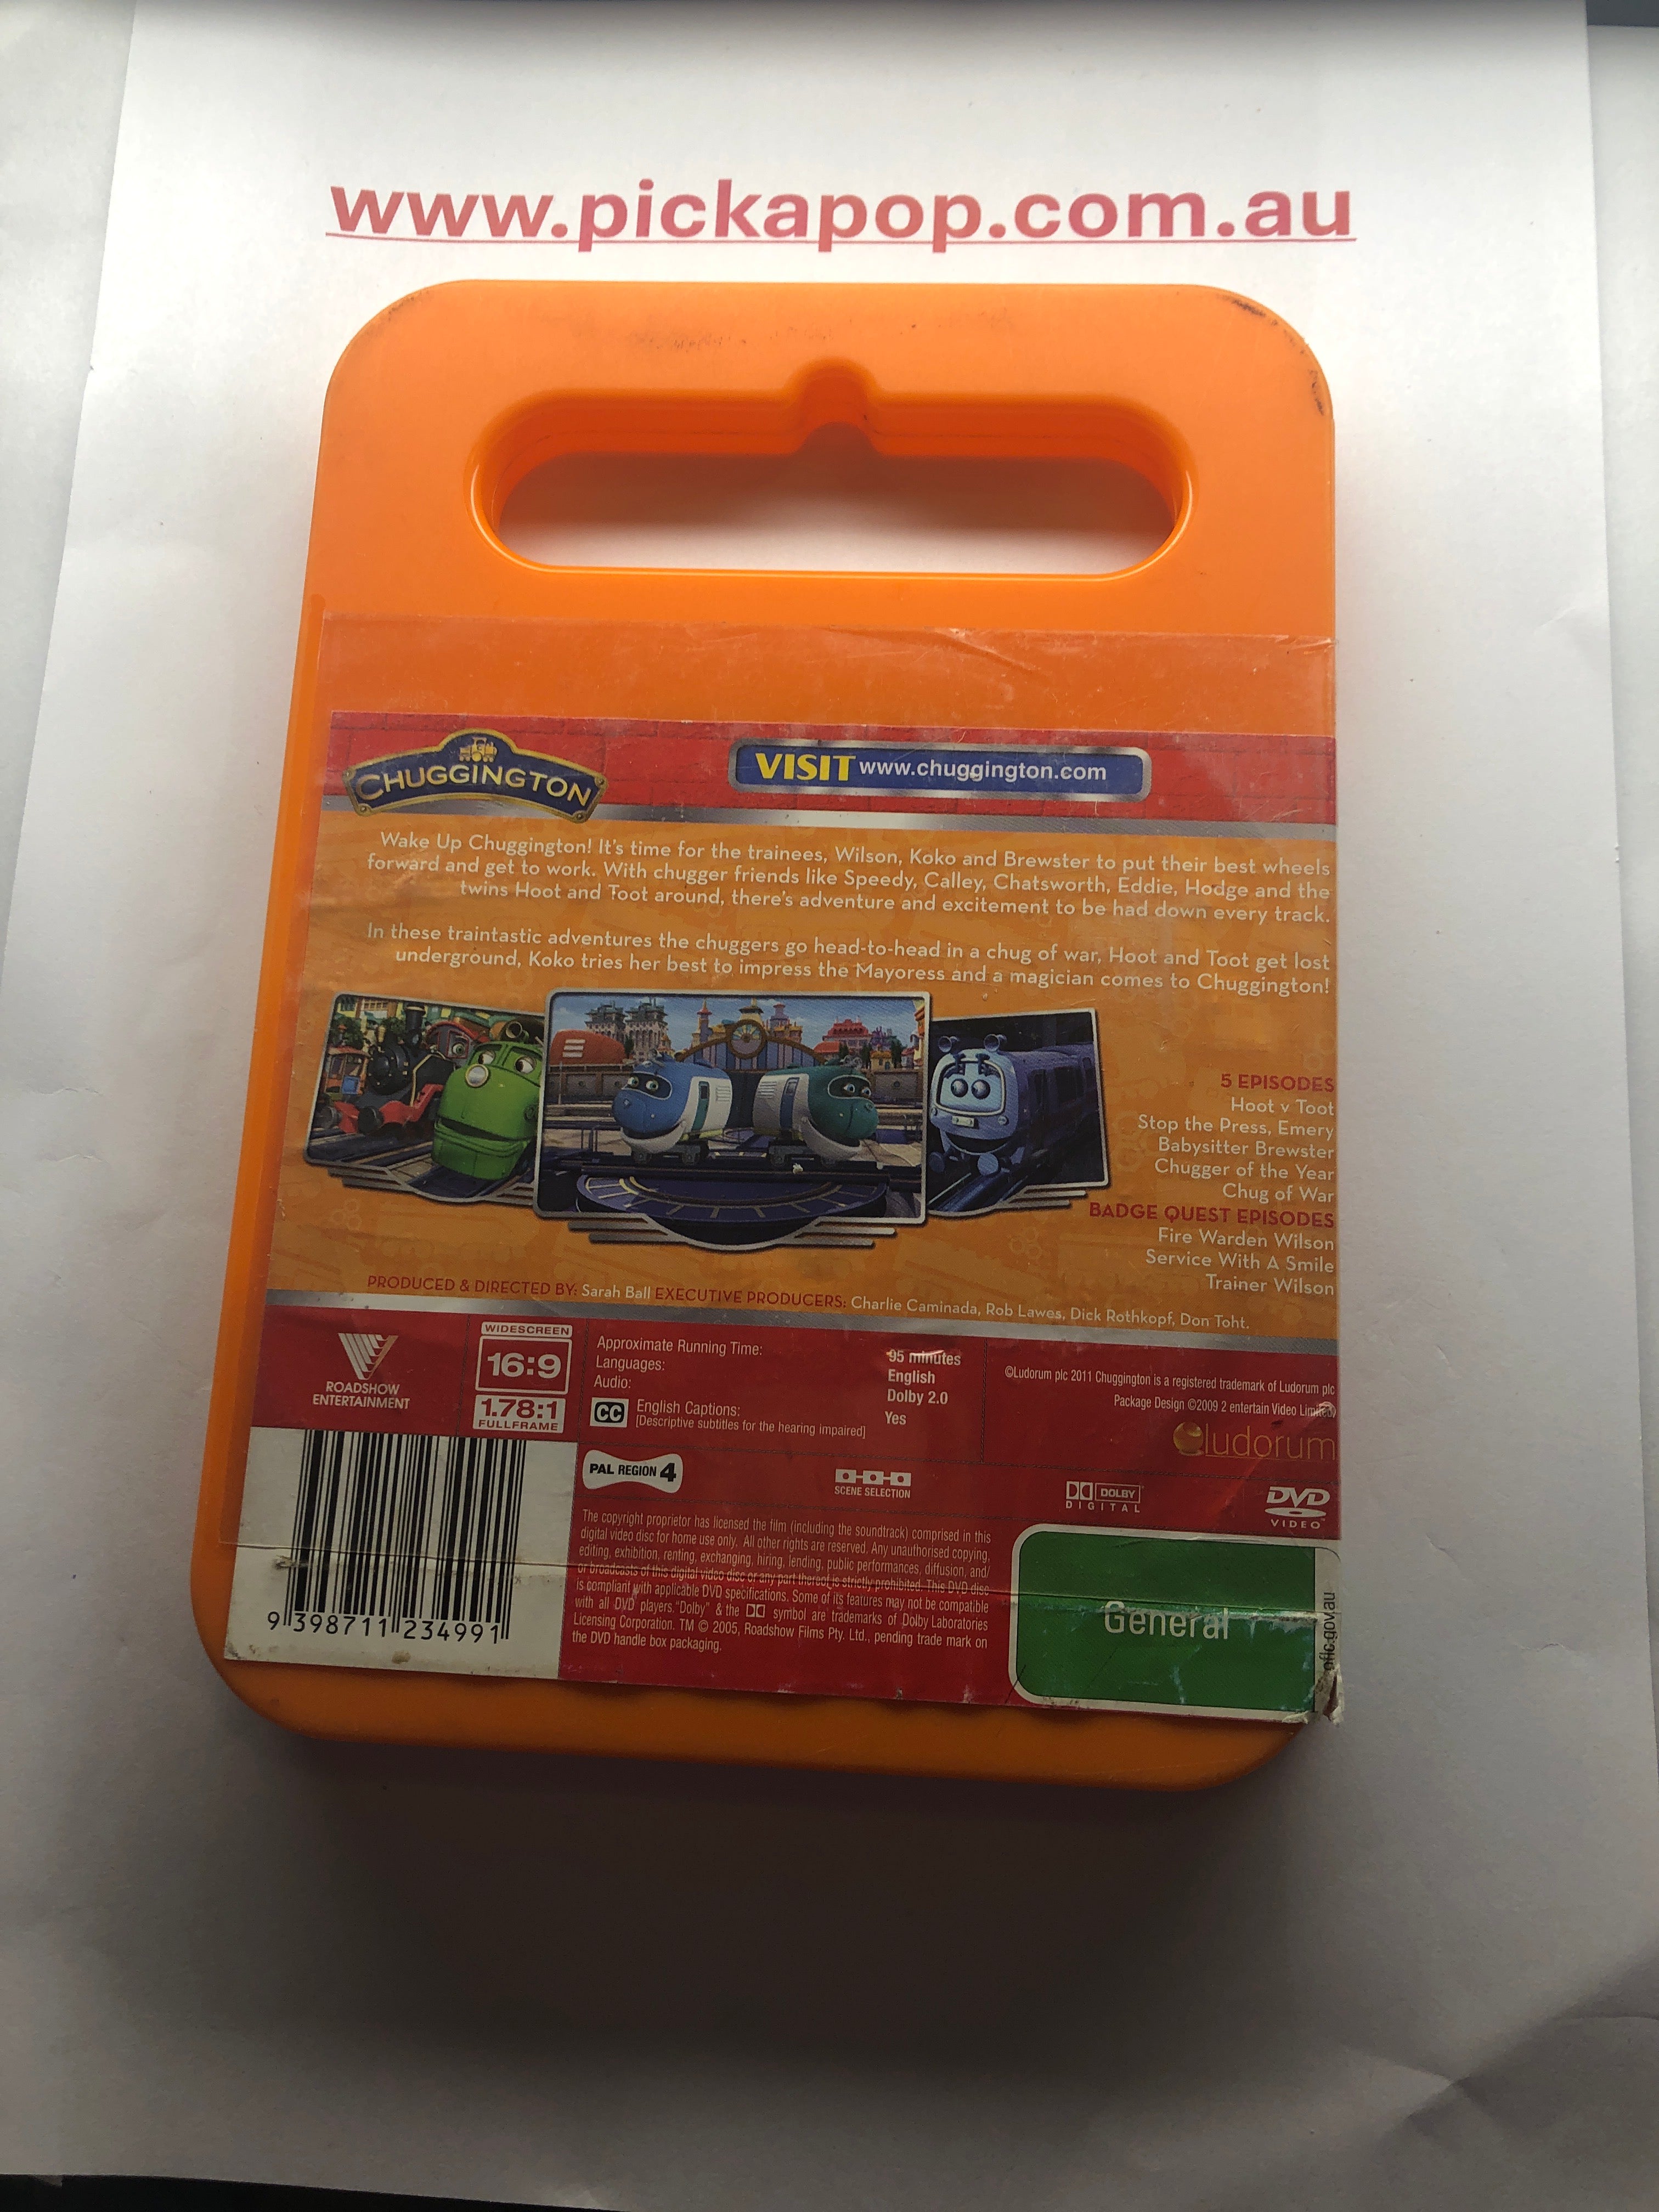 www.pickapop.com.au
CHUGGINGTON
VISIT www.chuggington.com
Wake Up Chuggington! It's time for the trainees, Wilson, Koko and Brewster to put their best wheels
forward and get to work. With chugger friends like Speedy, Calley, Chatsworth, Eddie, Hodge and the
twins Hoot and Toot around, there's adventure and excitement to be had down every track.
In these traintastic adventures the chuggers go head-to-head in a chug of war, Hoot and Toot get lost
underground, Koko tries her best to impress the Mayoress and a magician comes to Chuggington!
5 EPISODES
Hoot v Toot
Stop the Press, Emery
Babysitter Brewster
Chugger of the Year
Chug of War
BADGE QUEST EPISODES
Fire Warden Wilson
Service With A Smile
Trainer Wilson
PRODUCED & DIRECTED BY: Sarah Ball EXECUTIVE PRODUCERS: Charlie Caminada, Rob Lawes, Dick Rothkopf, Don Toht.
ROADSHOW
ENTERTAINMENT
WIDESCREEN
16:9
1.78:1
FULLFRAME
Approximate Running Time: 95 minutes
Languages: English
Audio: Dolby 2.0
CC English Captions: Yes
[Descriptive subtitles for the hearing impaired]
©Ludorum plc 2011 Chuggington is a registered trademark of Ludorum plc
Package Design ©2009 2 entertain Video Limited
ludorum
PAL REGION 4
SCENE SELECTION
DOLBY
DIGITAL
DVD
VIDEO
The copyright proprietor has licensed the film (including the soundtrack) comprised in this
digital video disc for home use only. All other rights are reserved. Any unauthorised copying,
editing, exhibition, renting, exchanging, hiring, lending, public performances, diffusion, and/
or broadcasts of this digital video disc or any part thereof is strictly prohibited. This DVD disc
is compliant with applicable DVD specifications. Some of its features may not be compatible
with all DVD players. "Dolby" & the DD symbol are trademarks of Dolby Laboratories
Licensing Corporation. TM © 2005, Roadshow Films Pty. Ltd., pending trade mark on
the DVD handle box packaging.
9 398711 234991
General
oflc.gov.au